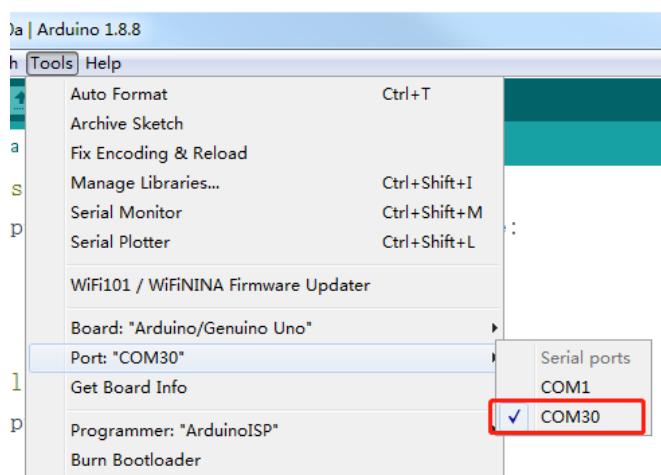 0a | Arduino 1.8.8
h Tools Help
Auto Format Ctrl+T
Archive Sketch
a
Fix Encoding & Reload
s
Manage Libraries... Ctrl+Shift+I
Serial Monitor Ctrl+Shift+M
p
:
Serial Plotter Ctrl+Shift+L
WiFi101 / WiFiNINA Firmware Updater
Board: "Arduino/Genuino Uno"
Port: "COM30"
Serial ports
l
Get Board Info
COM1
COM30
p
Programmer: "ArduinoISP"
Burn Bootloader